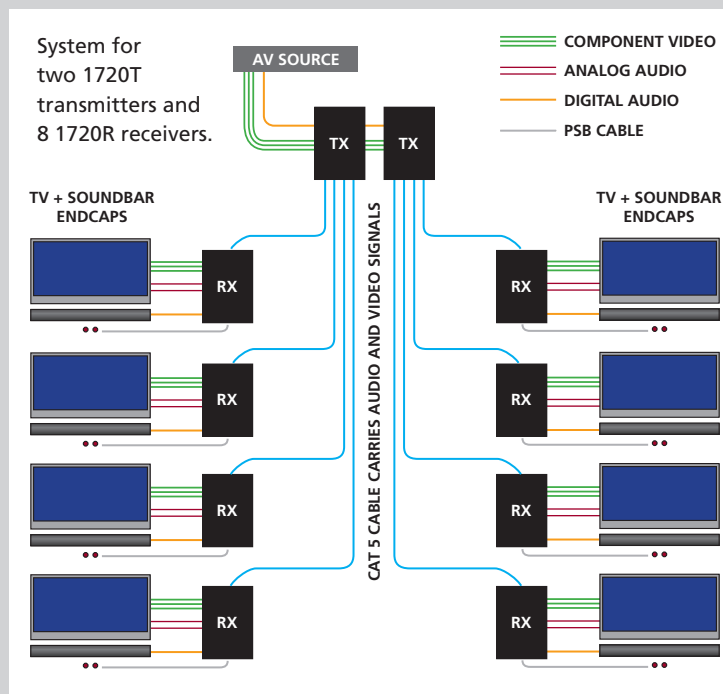 System for
two 1720T
transmitters and
8 1720R receivers.
AV SOURCE
COMPONENT VIDEO
ANALOG AUDIO
DIGITAL AUDIO
PSB CABLE
TX
TX
TV + SOUNDBAR
ENDCAPS
TV + SOUNDBAR
ENDCAPS
CAT 5 CABLE CARRIES AUDIO AND VIDEO SIGNALS
RX
RX
RX
RX
RX
RX
RX
RX